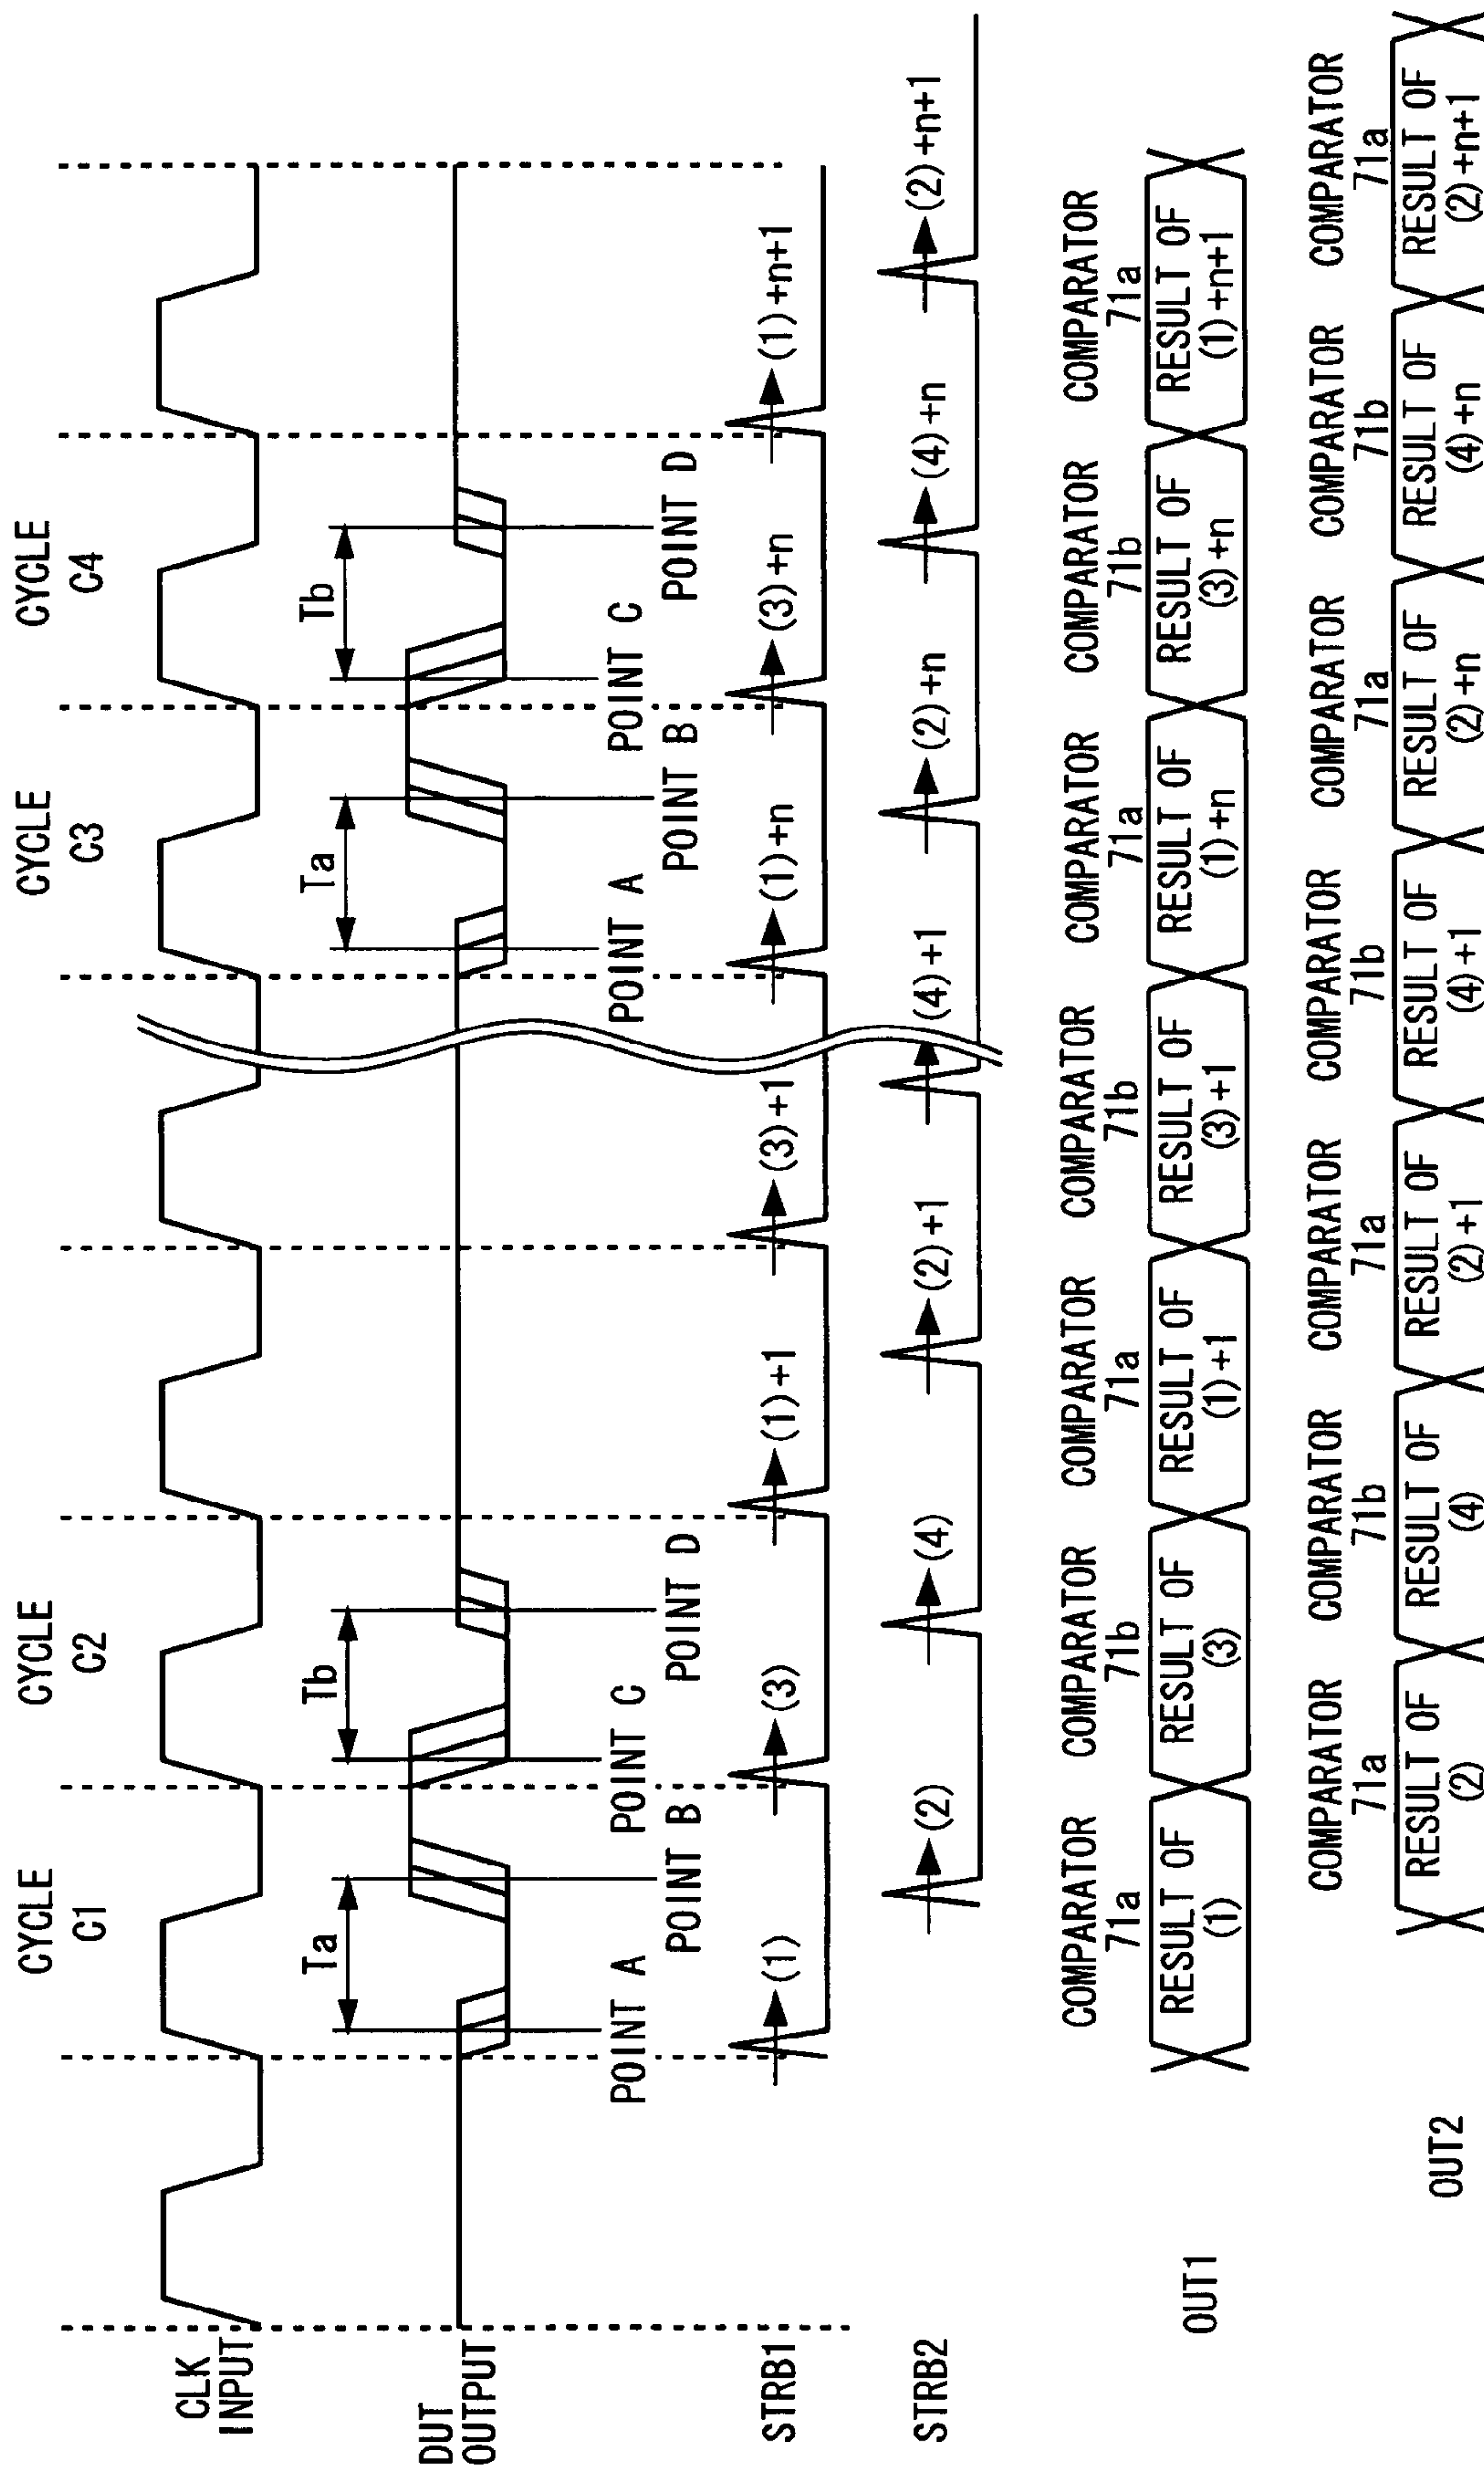 CYCLE
C1
CYCLE
C2
CYCLE
C3
CYCLE
C4
CLK
INPUT
DUT
OUTPUT
Ta
Tb
Ta
Tb
POINT A
POINT B
POINT C
POINT D
POINT A
POINT B
POINT C
POINT D
STRB1
(1)
(3)
(1)+1
(3)+1
(1)+n
(3)+n
(1)+n+1
STRB2
(2)
(4)
(2)+1
(4)+1
(2)+n
(4)+n
(2)+n+1
OUT1
COMPARATOR
71a
RESULT OF
(1)
COMPARATOR
71b
RESULT OF
(3)
COMPARATOR
71a
RESULT OF
(1)+1
COMPARATOR
71b
RESULT OF
(3)+1
COMPARATOR
71a
RESULT OF
(1)+n
COMPARATOR
71b
RESULT OF
(3)+n
COMPARATOR
71a
RESULT OF
(1)+n+1
OUT2
COMPARATOR
71a
RESULT OF
(2)
COMPARATOR
71b
RESULT OF
(4)
COMPARATOR
71a
RESULT OF
(2)+1
COMPARATOR
71b
RESULT OF
(4)+1
COMPARATOR
71a
RESULT OF
(2)+n
COMPARATOR
71b
RESULT OF
(4)+n
COMPARATOR
71a
RESULT OF
(2)+n+1